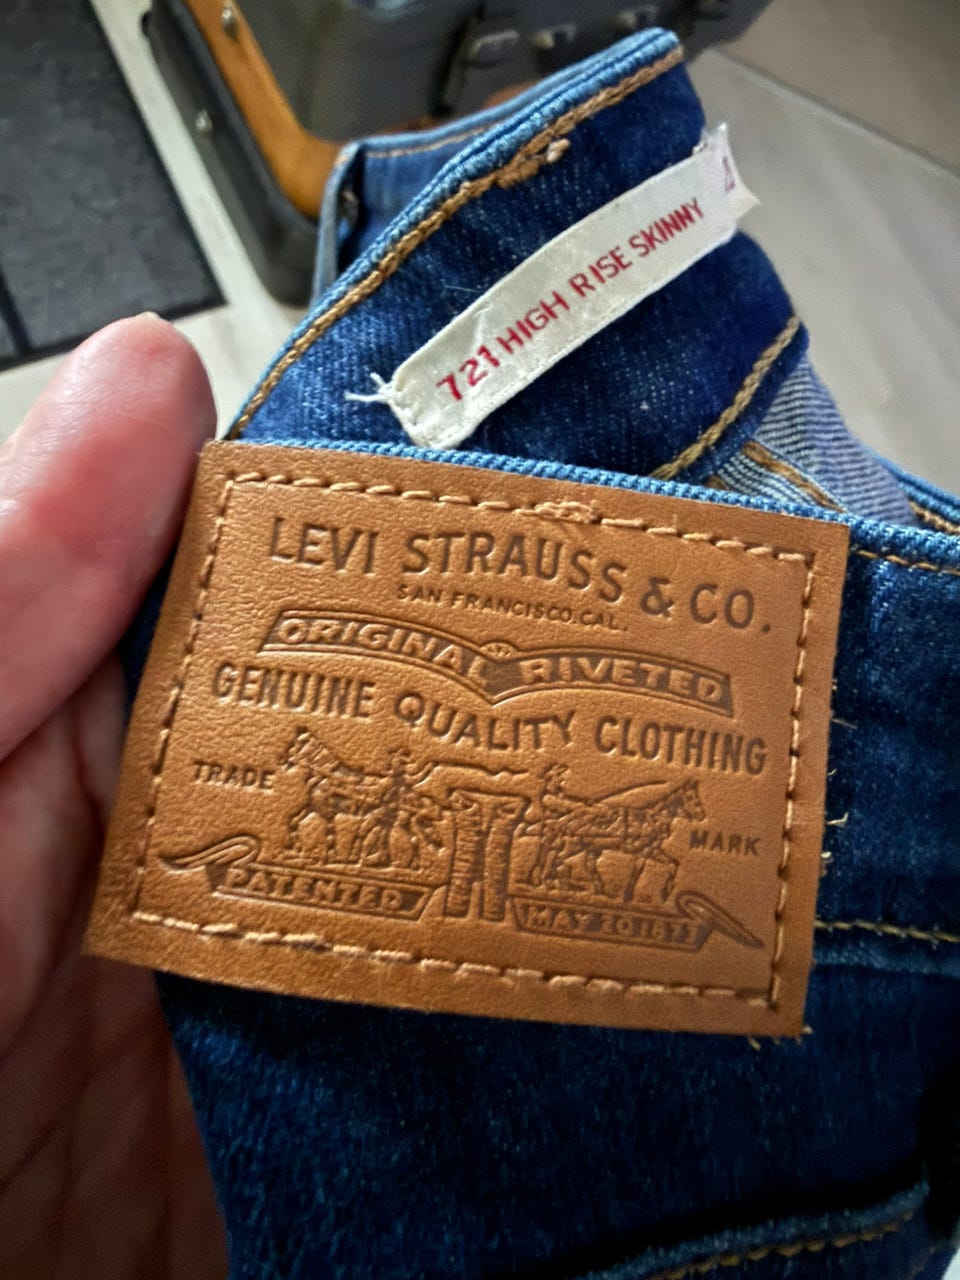 721 HIGH RISE SKINNY
LEVI STRAUSS & CO.
SAN FRANCISCO.CAL.
ORIGINAL RIVETED
GENUINE QUALITY CLOTHING
TRADE MARK
PATENTED MAY 20 1873